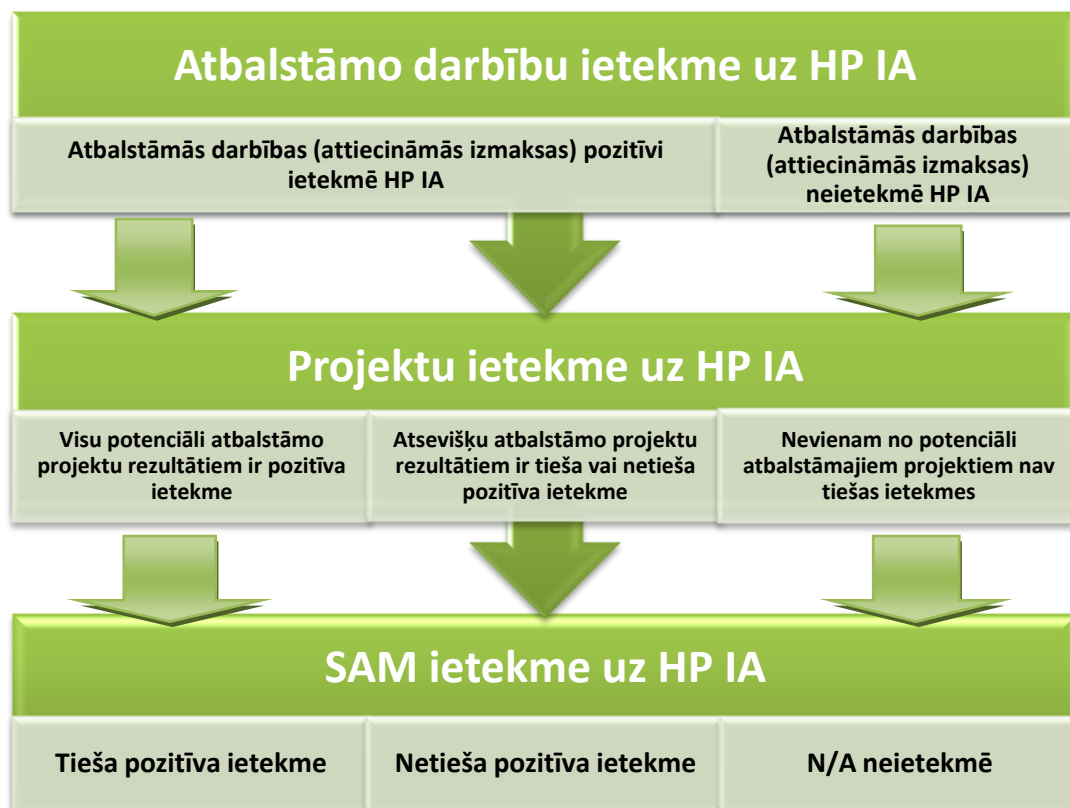 Atbalstāmo darbību ietekme uz HP IA
Atbalstāmās darbības (attiecināmās izmaksas) pozitīvi
ietekmē HP IA
Atbalstāmās darbības
(attiecināmās izmaksas)
neietekmē HP IA
Projektu ietekme uz HP IA
Visu potenciāli atbalstāmo
projektu rezultātiem ir pozitīva
ietekme
Atsevišķu atbalstāmo projektu
rezultātiem ir tieša vai netieša
pozitīva ietekme
Nevienam no potenciāli
atbalstāmajiem projektiem nav
tiešas ietekmes
SAM ietekme uz HP IA
Tieša pozitīva ietekme
Netieša pozitīva ietekme
N/A neietekmē